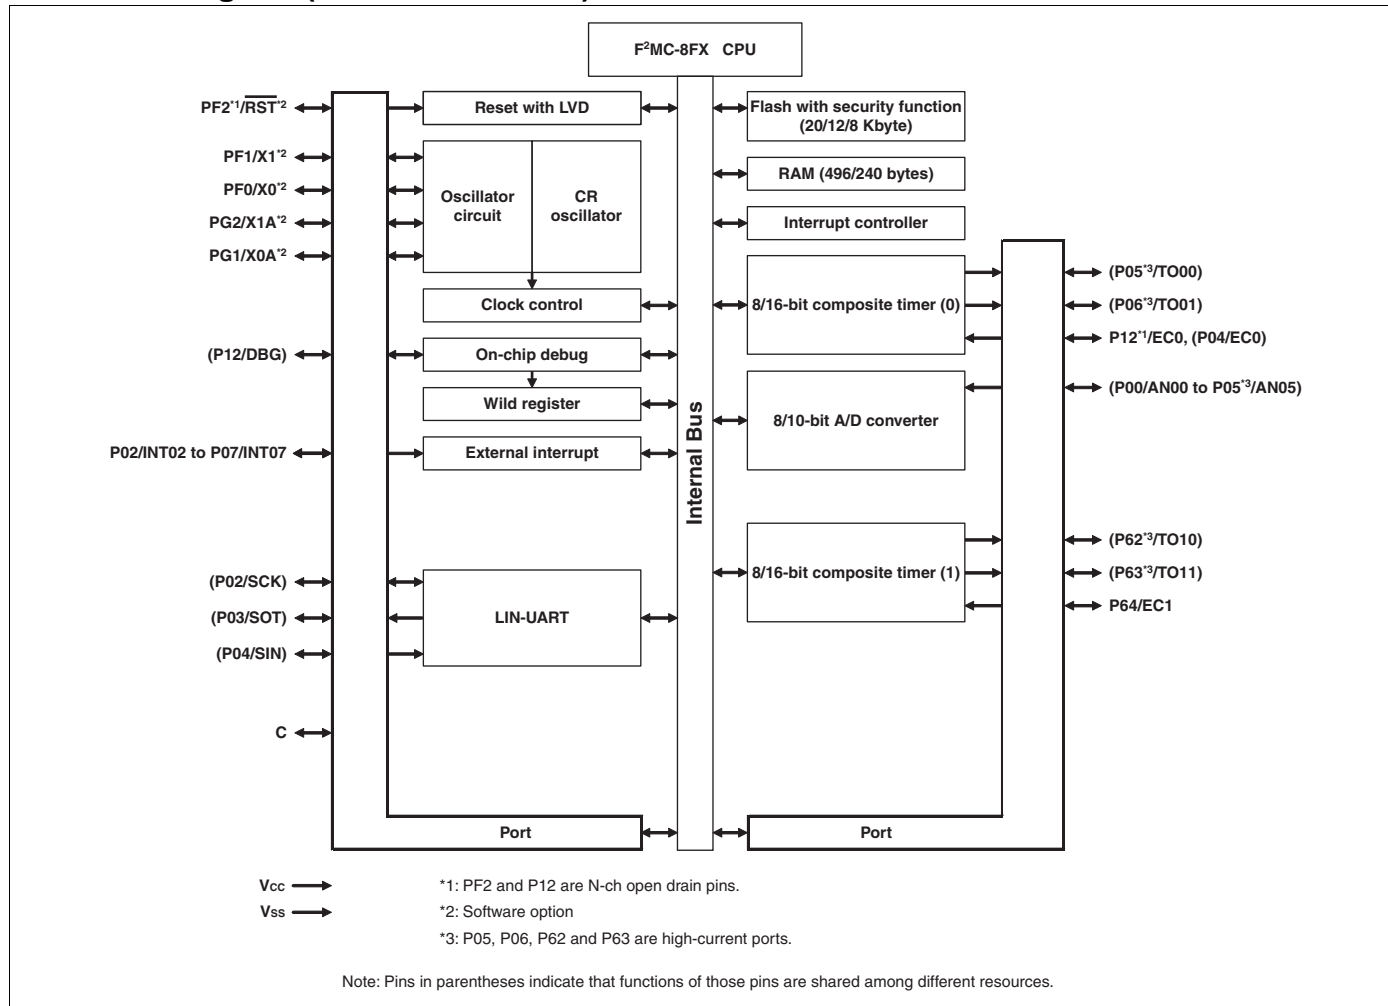 F²MC-8FX CPU
PF2*1/RST*2
Reset with LVD
Flash with security function
(20/12/8 Kbyte)
PF1/X1*2
PF0/X0*2
PG2/X1A*2
PG1/X0A*2
Oscillator
circuit
CR
oscillator
RAM (496/240 bytes)
Interrupt controller
Clock control
8/16-bit composite timer (0)
(P05*3/TO00)
(P06*3/TO01)
P12*1/EC0, (P04/EC0)
(P12/DBG)
On-chip debug
Wild register
8/10-bit A/D converter
(P00/AN00 to P05*3/AN05)
P02/INT02 to P07/INT07
External interrupt
Internal Bus
8/16-bit composite timer (1)
(P62*3/TO10)
(P63*3/TO11)
P64/EC1
(P02/SCK)
(P03/SOT)
(P04/SIN)
LIN-UART
C
Port
Port
Vcc
Vss
*1: PF2 and P12 are N-ch open drain pins.
*2: Software option
*3: P05, P06, P62 and P63 are high-current ports.
Note: Pins in parentheses indicate that functions of those pins are shared among different resources.